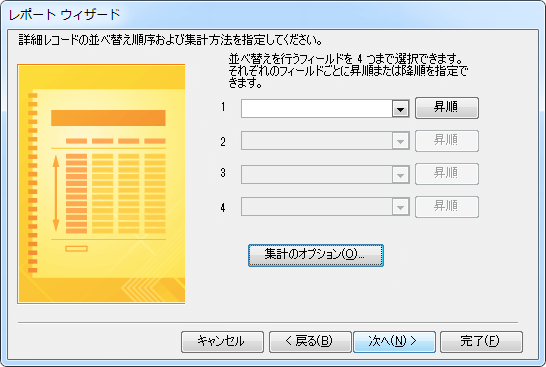 レポート ウィザード
詳細レコードの並べ替え順序および集計方法を指定してください。
並べ替えを行うフィールドを 4 つまで選択できます。
それぞれのフィールドごとに昇順または降順を指定で
きます。
1 昇順
2 昇順
3 昇順
4 昇順
集計のオプション(O)...
キャンセル < 戻る(B) 次へ(N) > 完了(F)